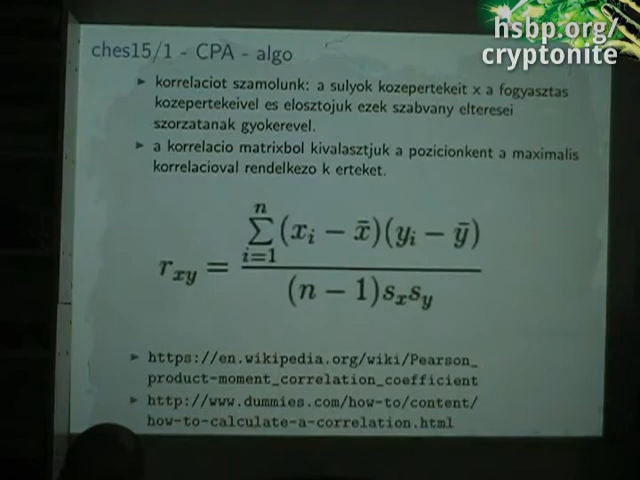 hsbp.org/
cryptonite
ches15/1 - CPA - algo
korrelaciot szamolunk: a sulyok kozepertekeit x a fogyasztas
kozepertekeivel es elosztojuk ezek szabvany elteresei
szorzatanak gyokerevel.
a korrelacio matrixbol kivalasztjuk a pozicionkent a maximalis
korrelacioval rendelkezo k erteket.
r_{xy} = \frac{\sum_{i=1}^{n}(x_i - \bar{x})(y_i - \bar{y})}{(n - 1)s_x s_y}
https://en.wikipedia.org/wiki/Pearson_
product-moment_correlation_coefficient
http://www.dummies.com/how-to/content/
how-to-calculate-a-correlation.html